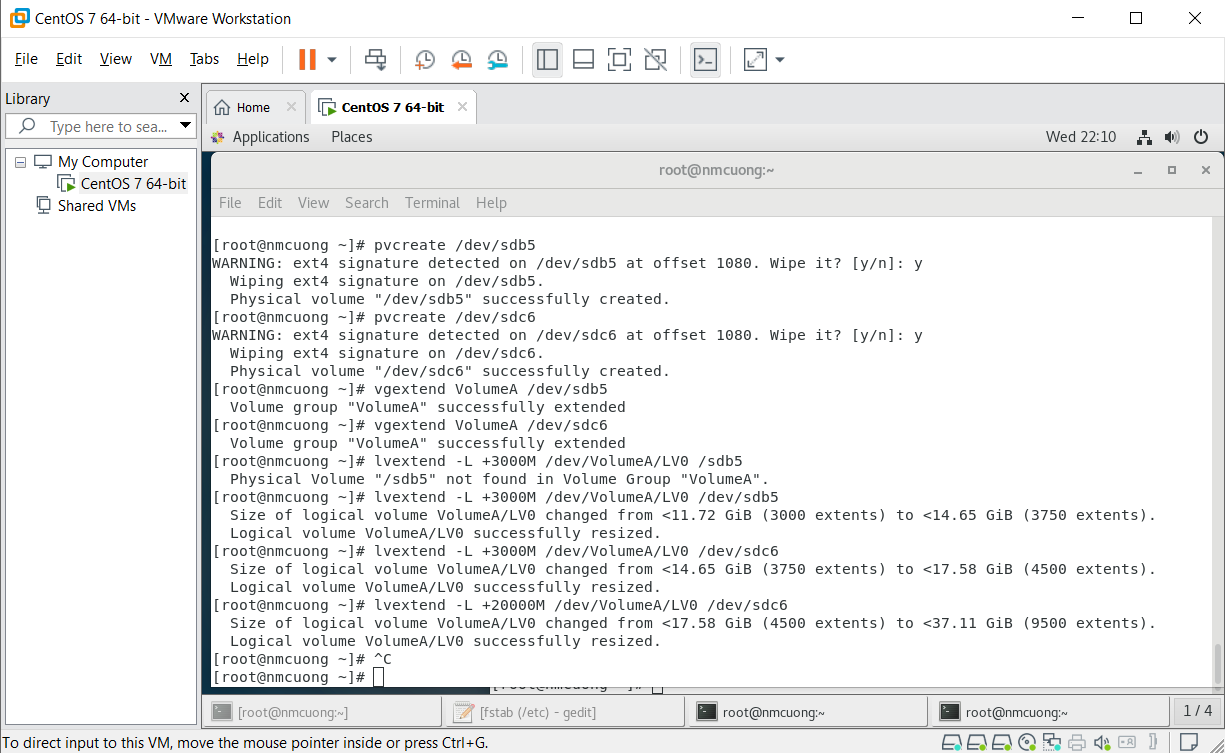 CentOS 7 64-bit - VMware Workstation
File Edit View VM Tabs Help
Library
Type here to sea...
My Computer
CentOS 7 64-bit
Shared VMs
Home
CentOS 7 64-bit
Applications Places Wed 22:10
root@nmcuong:~
File Edit View Search Terminal Help
[root@nmcuong ~]# pvcreate /dev/sdb5
WARNING: ext4 signature detected on /dev/sdb5 at offset 1080. Wipe it? [y/n]: y
Wiping ext4 signature on /dev/sdb5.
Physical volume "/dev/sdb5" successfully created.
[root@nmcuong ~]# pvcreate /dev/sdc6
WARNING: ext4 signature detected on /dev/sdc6 at offset 1080. Wipe it? [y/n]: y
Wiping ext4 signature on /dev/sdc6.
Physical volume "/dev/sdc6" successfully created.
[root@nmcuong ~]# vgextend VolumeA /dev/sdb5
Volume group "VolumeA" successfully extended
[root@nmcuong ~]# vgextend VolumeA /dev/sdc6
Volume group "VolumeA" successfully extended
[root@nmcuong ~]# lvextend -L +3000M /dev/VolumeA/LV0 /sdb5
Physical Volume "/sdb5" not found in Volume Group "VolumeA".
[root@nmcuong ~]# lvextend -L +3000M /dev/VolumeA/LV0 /dev/sdb5
Size of logical volume VolumeA/LV0 changed from <11.72 GiB (3000 extents) to <14.65 GiB (3750 extents).
Logical volume VolumeA/LV0 successfully resized.
[root@nmcuong ~]# lvextend -L +3000M /dev/VolumeA/LV0 /dev/sdc6
Size of logical volume VolumeA/LV0 changed from <14.65 GiB (3750 extents) to <17.58 GiB (4500 extents).
Logical volume VolumeA/LV0 successfully resized.
[root@nmcuong ~]# lvextend -L +20000M /dev/VolumeA/LV0 /dev/sdc6
Size of logical volume VolumeA/LV0 changed from <17.58 GiB (4500 extents) to <37.11 GiB (9500 extents).
Logical volume VolumeA/LV0 successfully resized.
[root@nmcuong ~]# ^C
[root@nmcuong ~]#
[root@nmcuong ~]#
[root@nmcuong:~] [fstab (/etc) - gedit] root@nmcuong:~ root@nmcuong:~ 1 / 4
To direct input to this VM, move the mouse pointer inside or press Ctrl+G.